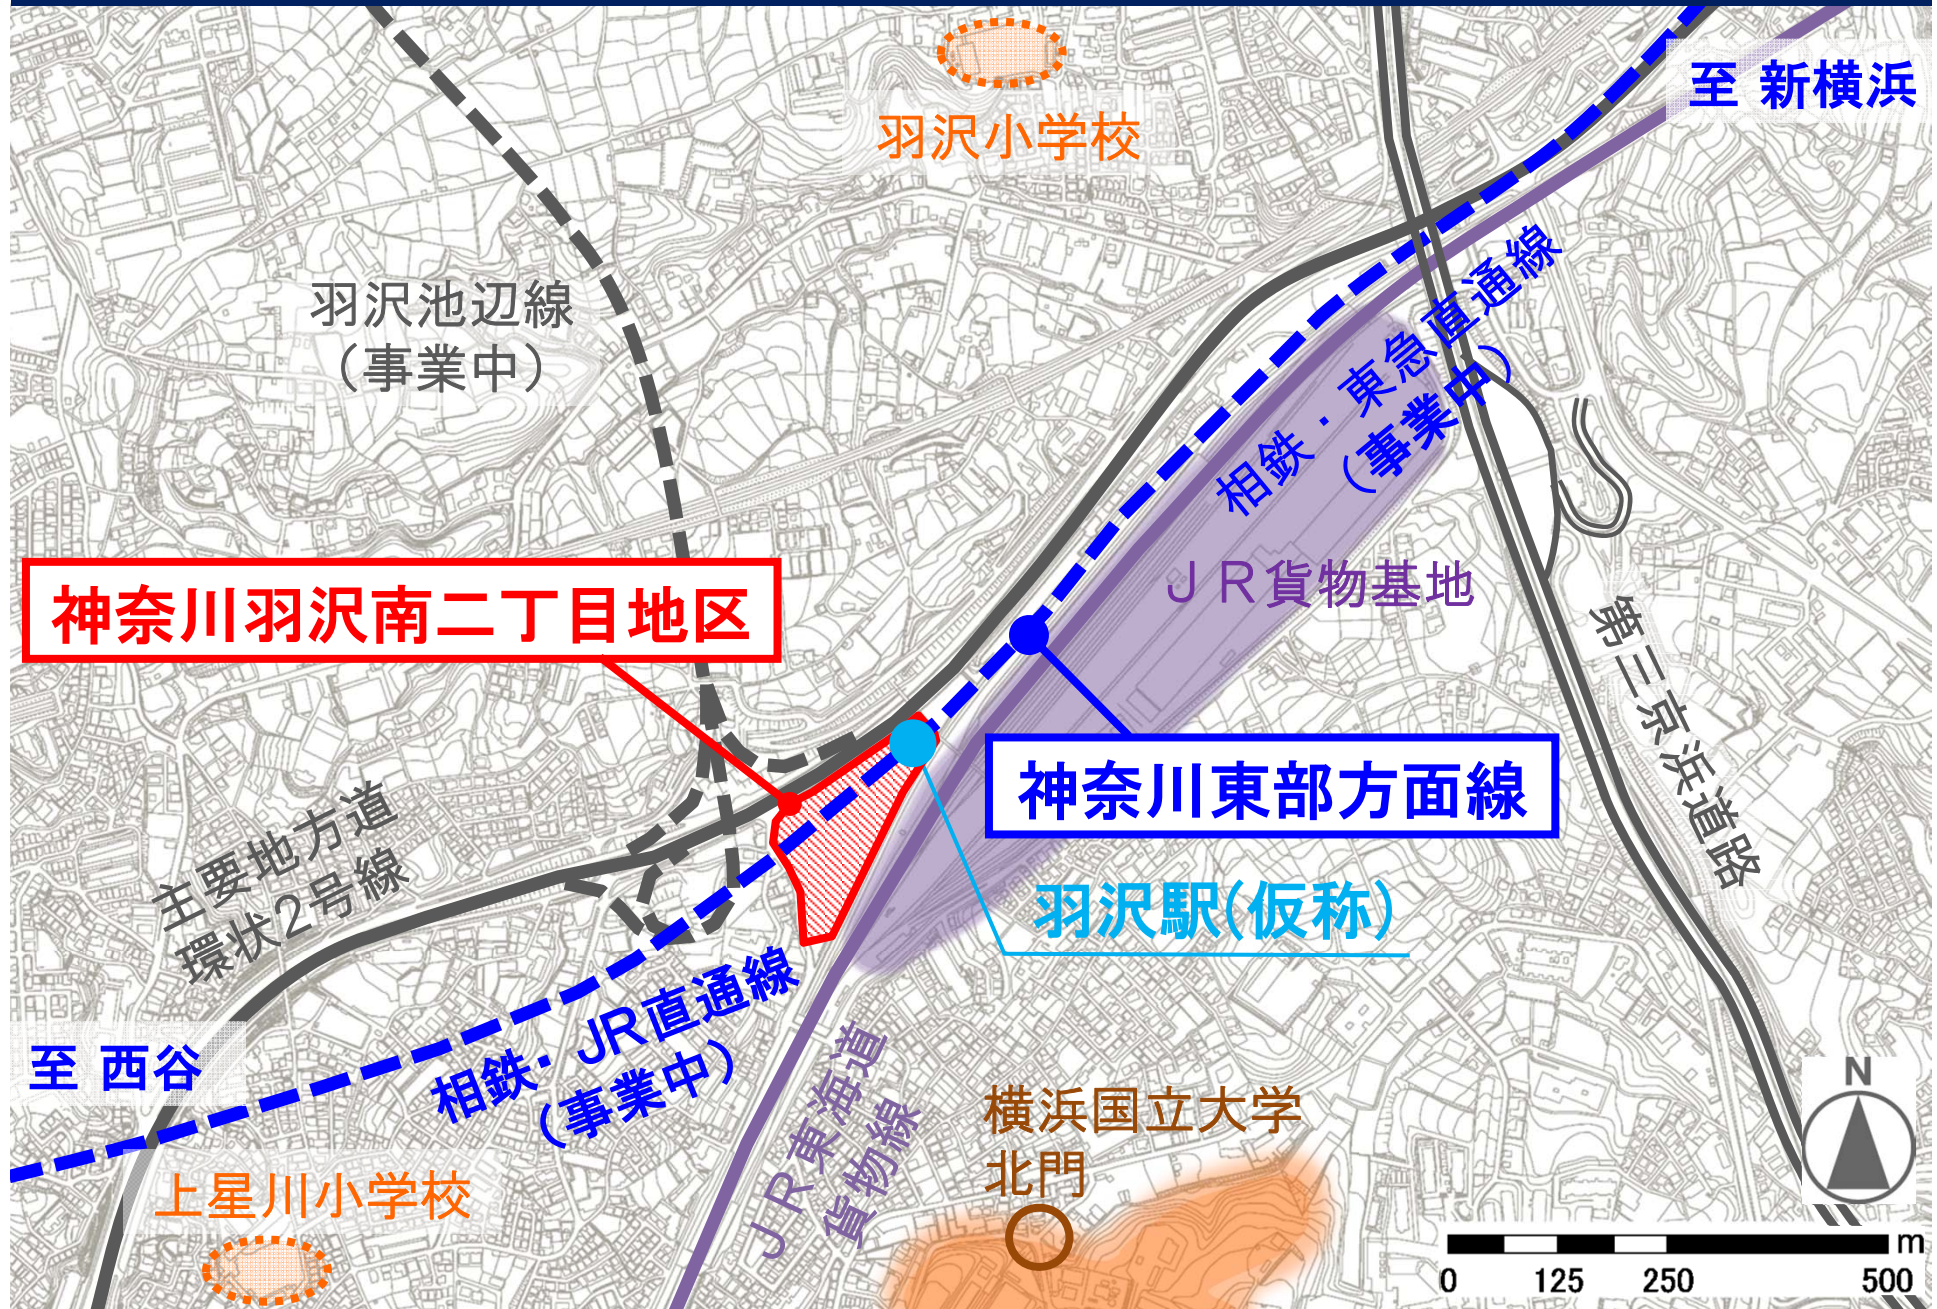 至 新横浜
羽沢小学校
羽沢池辺線
（事業中）
相鉄・東急直通線
（事業中）
ＪＲ貨物基地
神奈川羽沢南二丁目地区
第三京浜道路
神奈川東部方面線
主要地方道
環状2号線
羽沢駅(仮称)
相鉄・JR直通線
（事業中）
至 西谷
ＪＲ東海道
貨物線
横浜国立大学
北門
上星川小学校
N
m
0 125 250 500